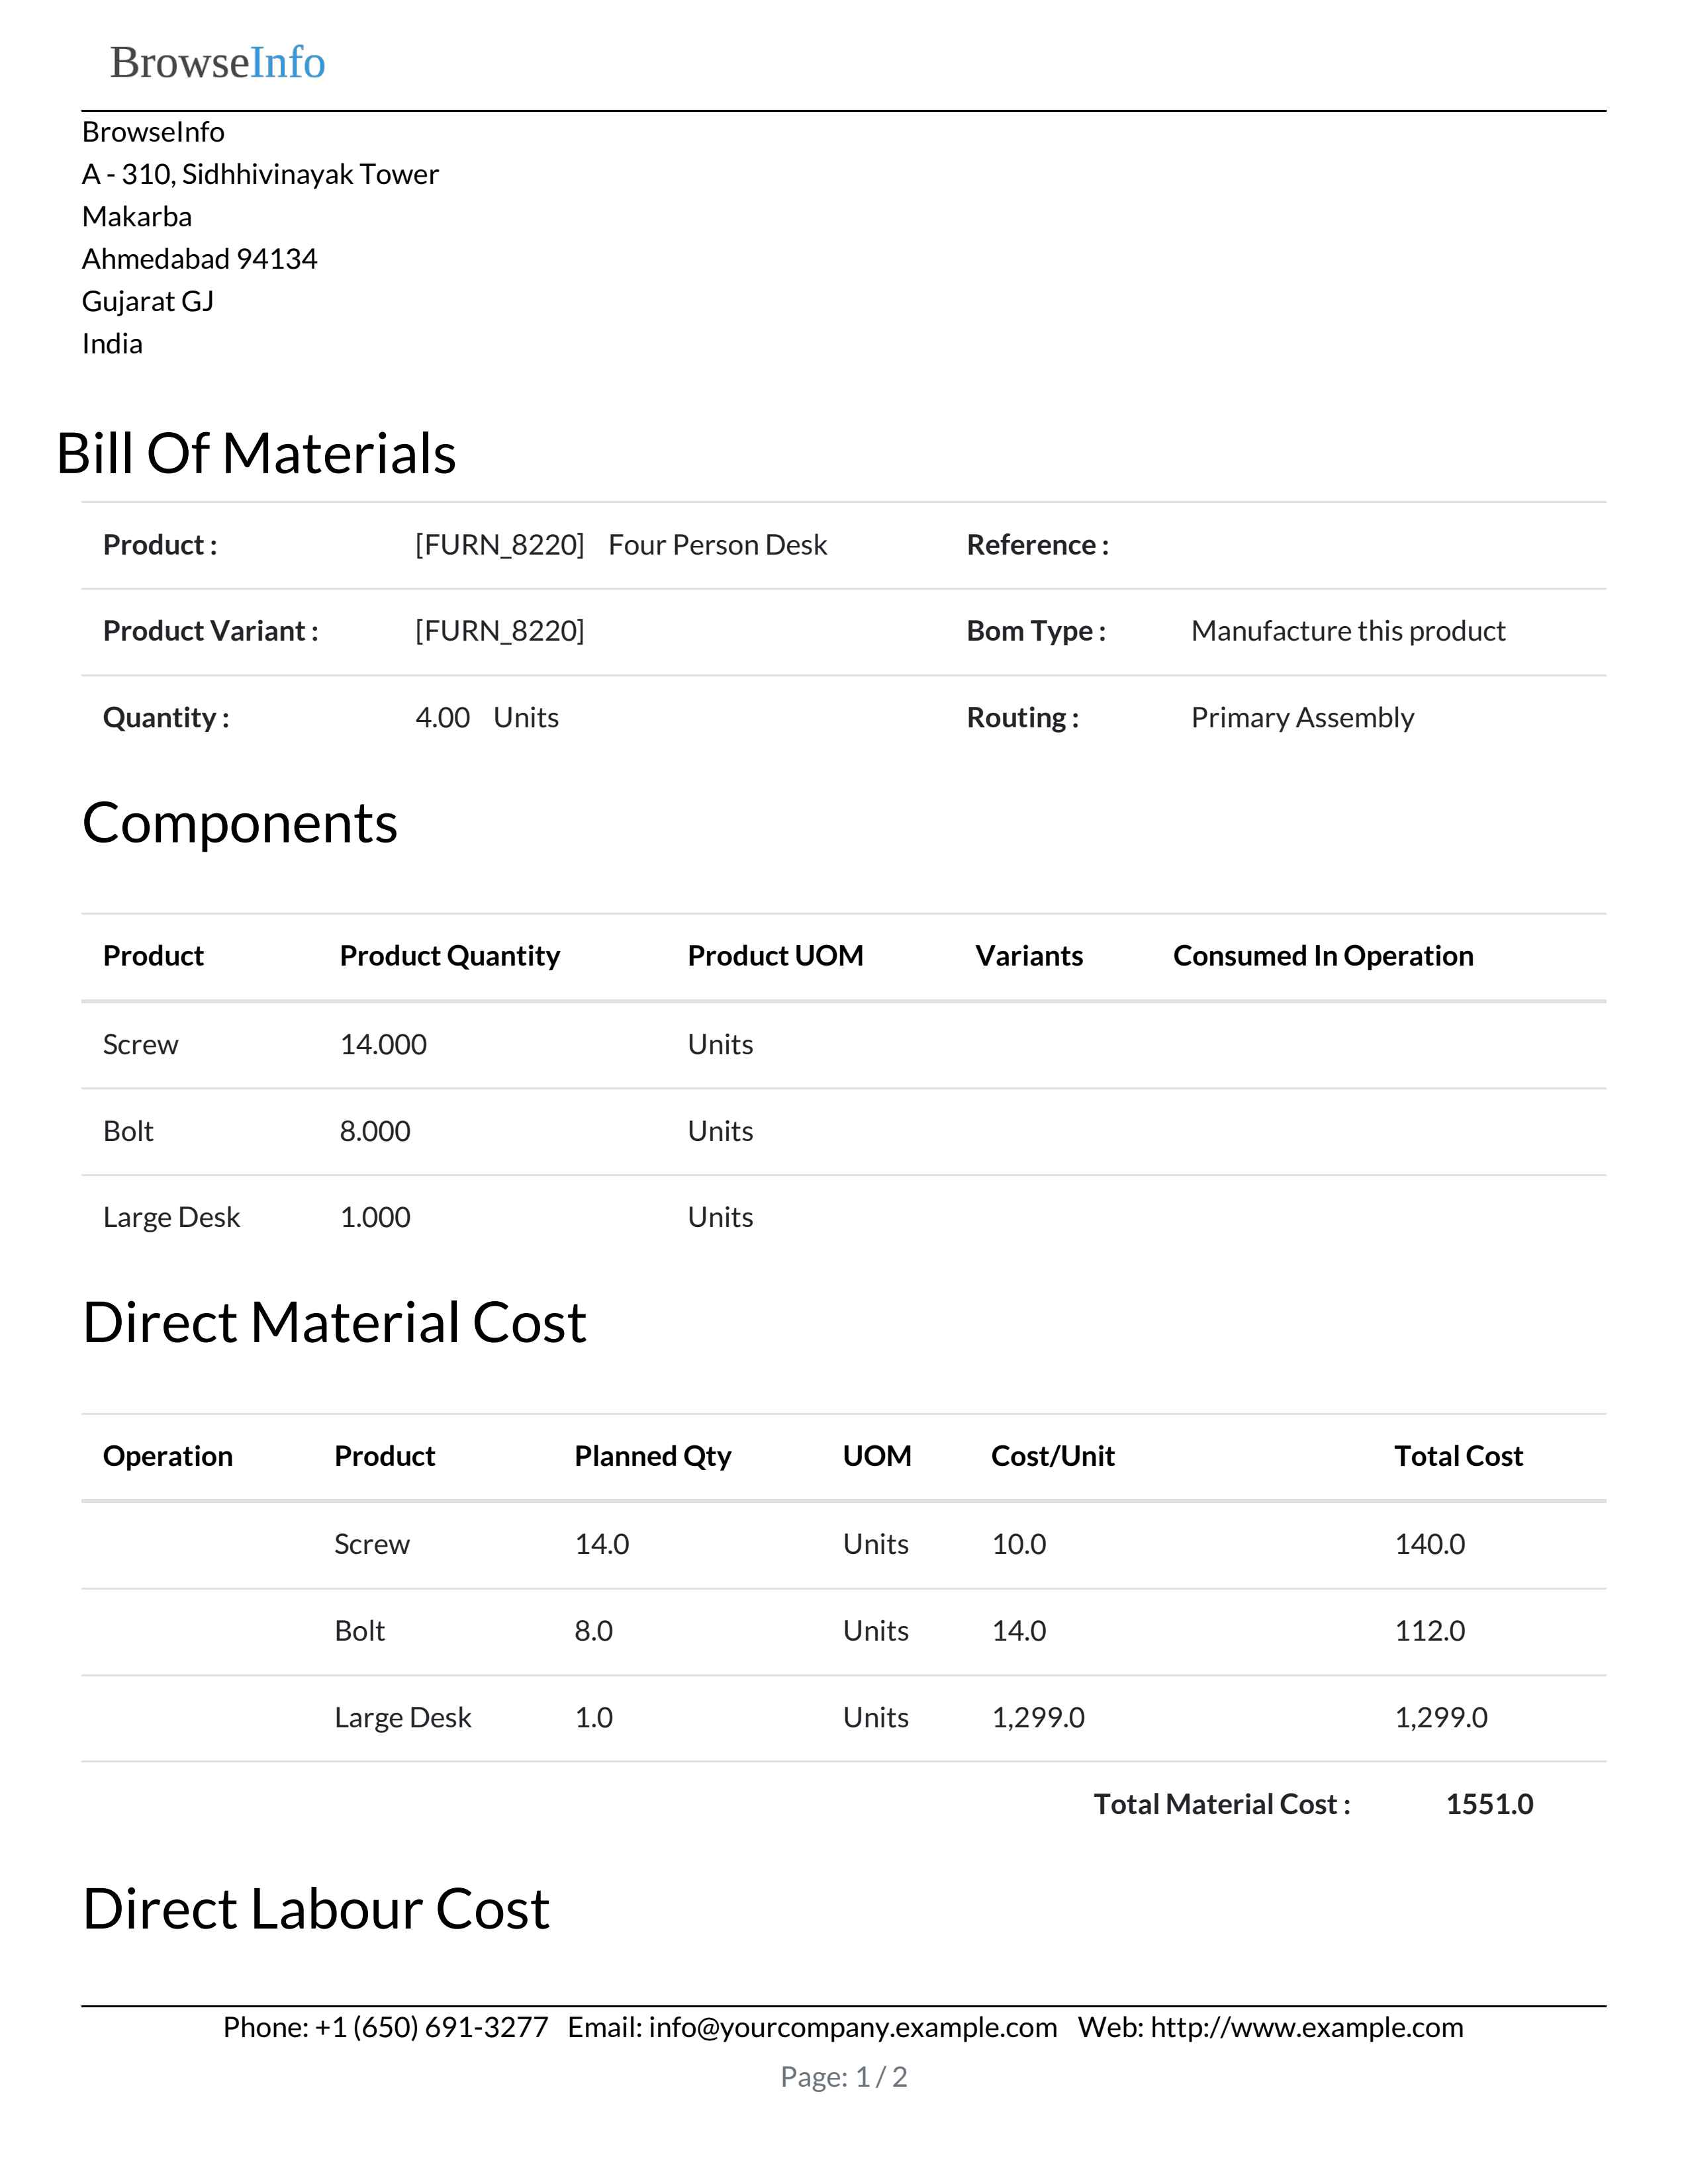 BrowseInfo
BrowseInfo
A - 310, Sidhhivinayak Tower
Makarba
Ahmedabad 94134
Gujarat GJ
India
Bill Of Materials
Product : [FURN_8220] Four Person Desk Reference :
Product Variant : [FURN_8220] Bom Type : Manufacture this product
Quantity : 4.00 Units Routing : Primary Assembly
Components
Product Product Quantity Product UOM Variants Consumed In Operation
Screw 14.000 Units
Bolt 8.000 Units
Large Desk 1.000 Units
Direct Material Cost
Operation Product Planned Qty UOM Cost/Unit Total Cost
Screw 14.0 Units 10.0 140.0
Bolt 8.0 Units 14.0 112.0
Large Desk 1.0 Units 1,299.0 1,299.0
Total Material Cost : 1551.0
Direct Labour Cost
Phone: +1 (650) 691-3277 Email: info@yourcompany.example.com Web: http://www.example.com
Page: 1 / 2